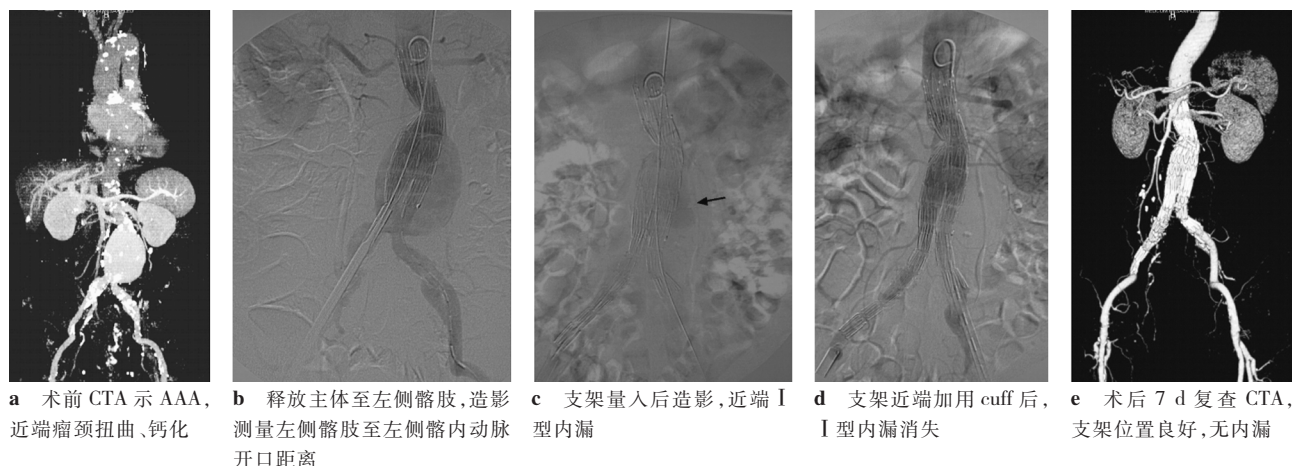 a 术前 CTA 示 AAA，
近端瘤颈扭曲、钙化
b 释放主体至左侧髂肢，造影
测量左侧髂肢至左侧髂内动脉
开口距离
c 支架量入后造影，近端Ⅰ
型内漏
d 支架近端加用 cuff 后，
Ⅰ型内漏消失
e 术后 7 d 复查 CTA，
支架位置良好，无内漏